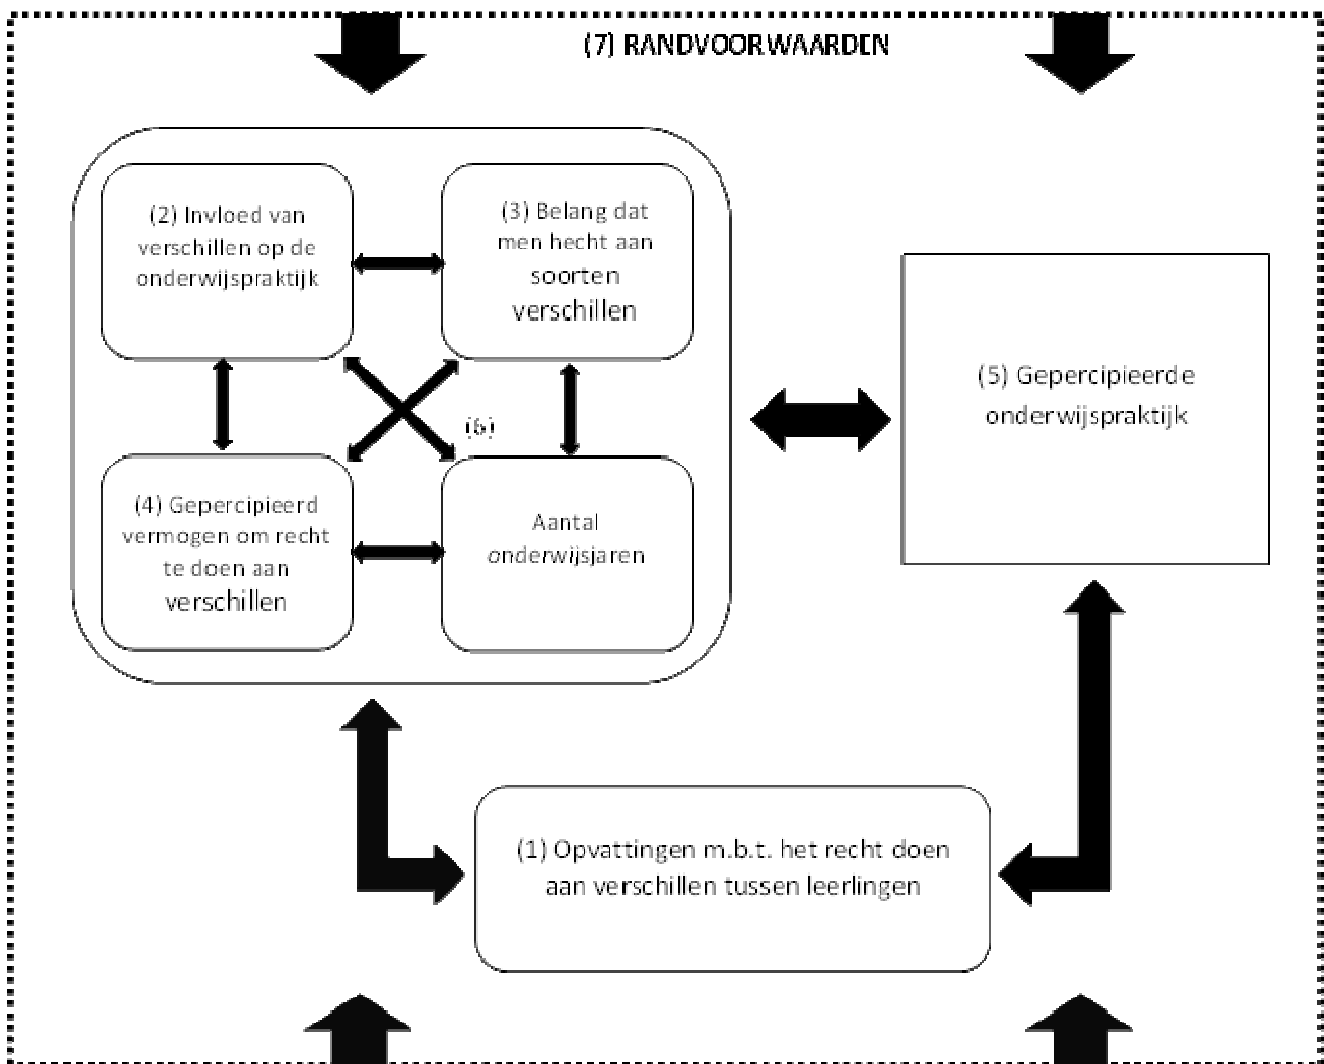 (7) RANDVOORWAARDEN
(2) Invloed van
verschillen op de
onderwijspraktijk
(3) Belang dat
men hecht aan
soorten
verschillen
(5) Gepercipieerde
onderwijspraktijk
(6)
(4) Gepercipieerd
vermogen om recht
te doen aan
verschillen
Aantal
onderwijsjaren
(1) Opvattingen m.b.t. het recht doen
aan verschillen tussen leerlingen